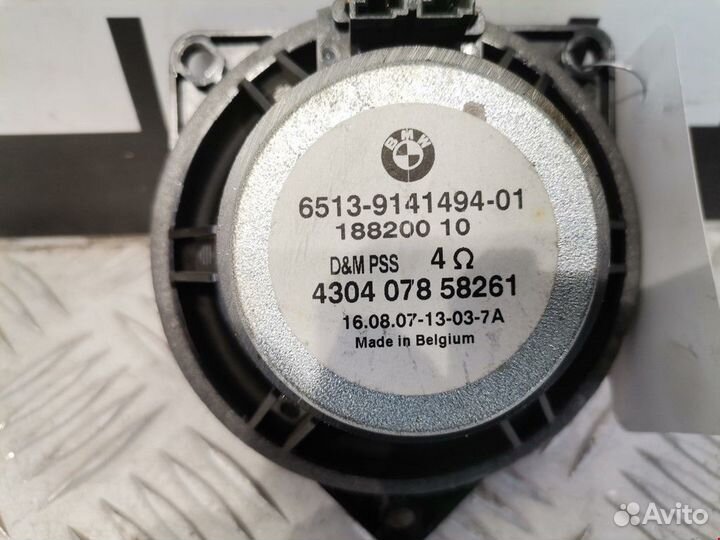 BMW
6513-9141494-01
188200 10
D&M PSS 4 Ω
4304 078 58261
16.08.07-13-03-7A
Made in Belgium
Avito